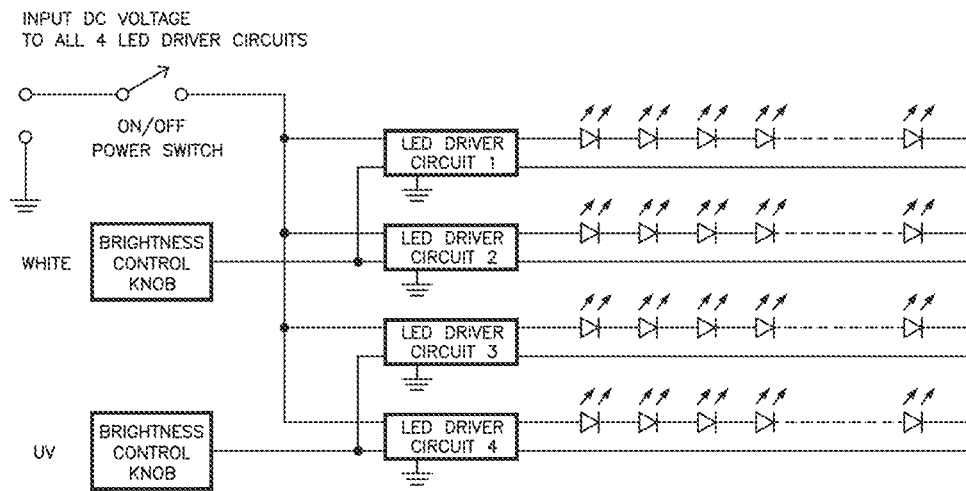 INPUT DC VOLTAGE
TO ALL 4 LED DRIVER CIRCUITS
ON/OFF
POWER SWITCH
LED DRIVER
CIRCUIT 1
WHITE
BRIGHTNESS
CONTROL
KNOB
LED DRIVER
CIRCUIT 2
LED DRIVER
CIRCUIT 3
UV
BRIGHTNESS
CONTROL
KNOB
LED DRIVER
CIRCUIT 4